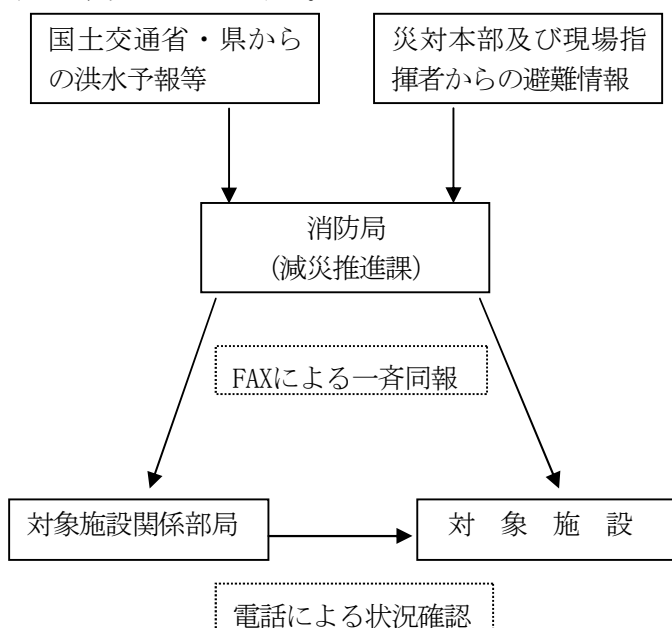 国土交通省・県から
の洪水予報等
災対本部及び現場指
揮者からの避難情報
消防局
(減災推進課)
FAXによる一斉同報
対象施設関係部局
対　象　施　設
電話による状況確認